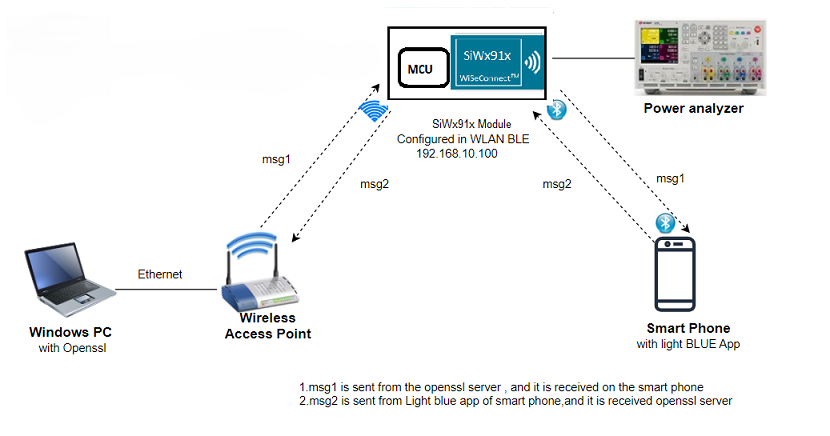 SiWx91x
MCU
WiSeConnect™
Power analyzer
SiWx91x Module
Configured in WLAN BLE
192.168.10.100
msg1
msg2
msg2
msg1
Ethernet
Wireless
Access Point
Windows PC
with Openssl
Smart Phone
with light BLUE App
1.msg1 is sent from the openssl server , and it is received on the smart phone
2.msg2 is sent from Light blue app of smart phone,and it is received openssl server